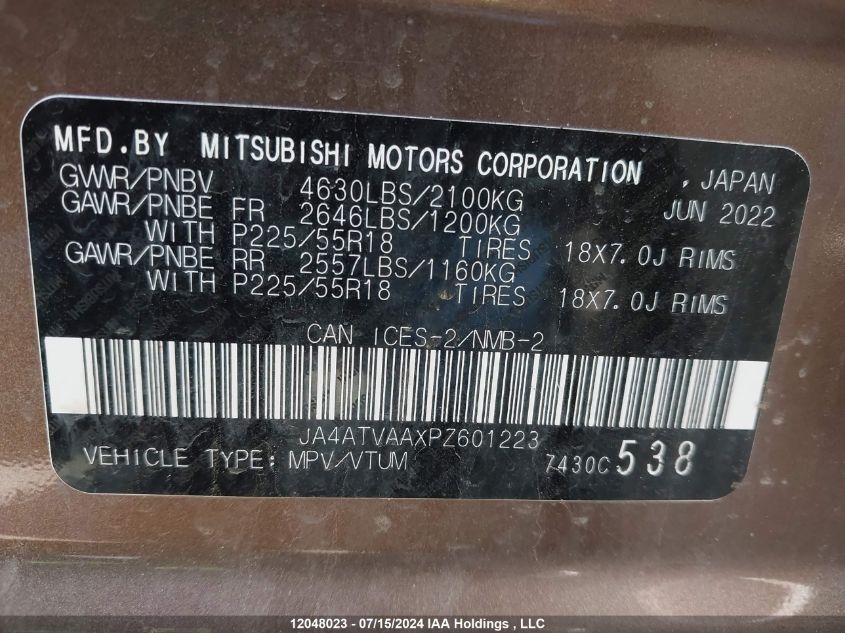 MFD.BY MITSUBISHI MOTORS CORPORATION , JAPAN
GVWR/PNBV 4630LBS/2100KG JUN 2022
GAWR/PNBE FR 2646LBS/1200KG
WITH P225/55R18 TIRES 18X7.0J RIMS
GAWR/PNBE RR 2557LBS/1160KG
WITH P225/55R18 TIRES 18X7.0J RIMS
CAN ICES-2/NMB-2
JA4ATVAAXPZ601223
VEHICLE TYPE: MPV/VTUM 7430C538
12048023 - 07/15/2024 IAA Holdings , LLC